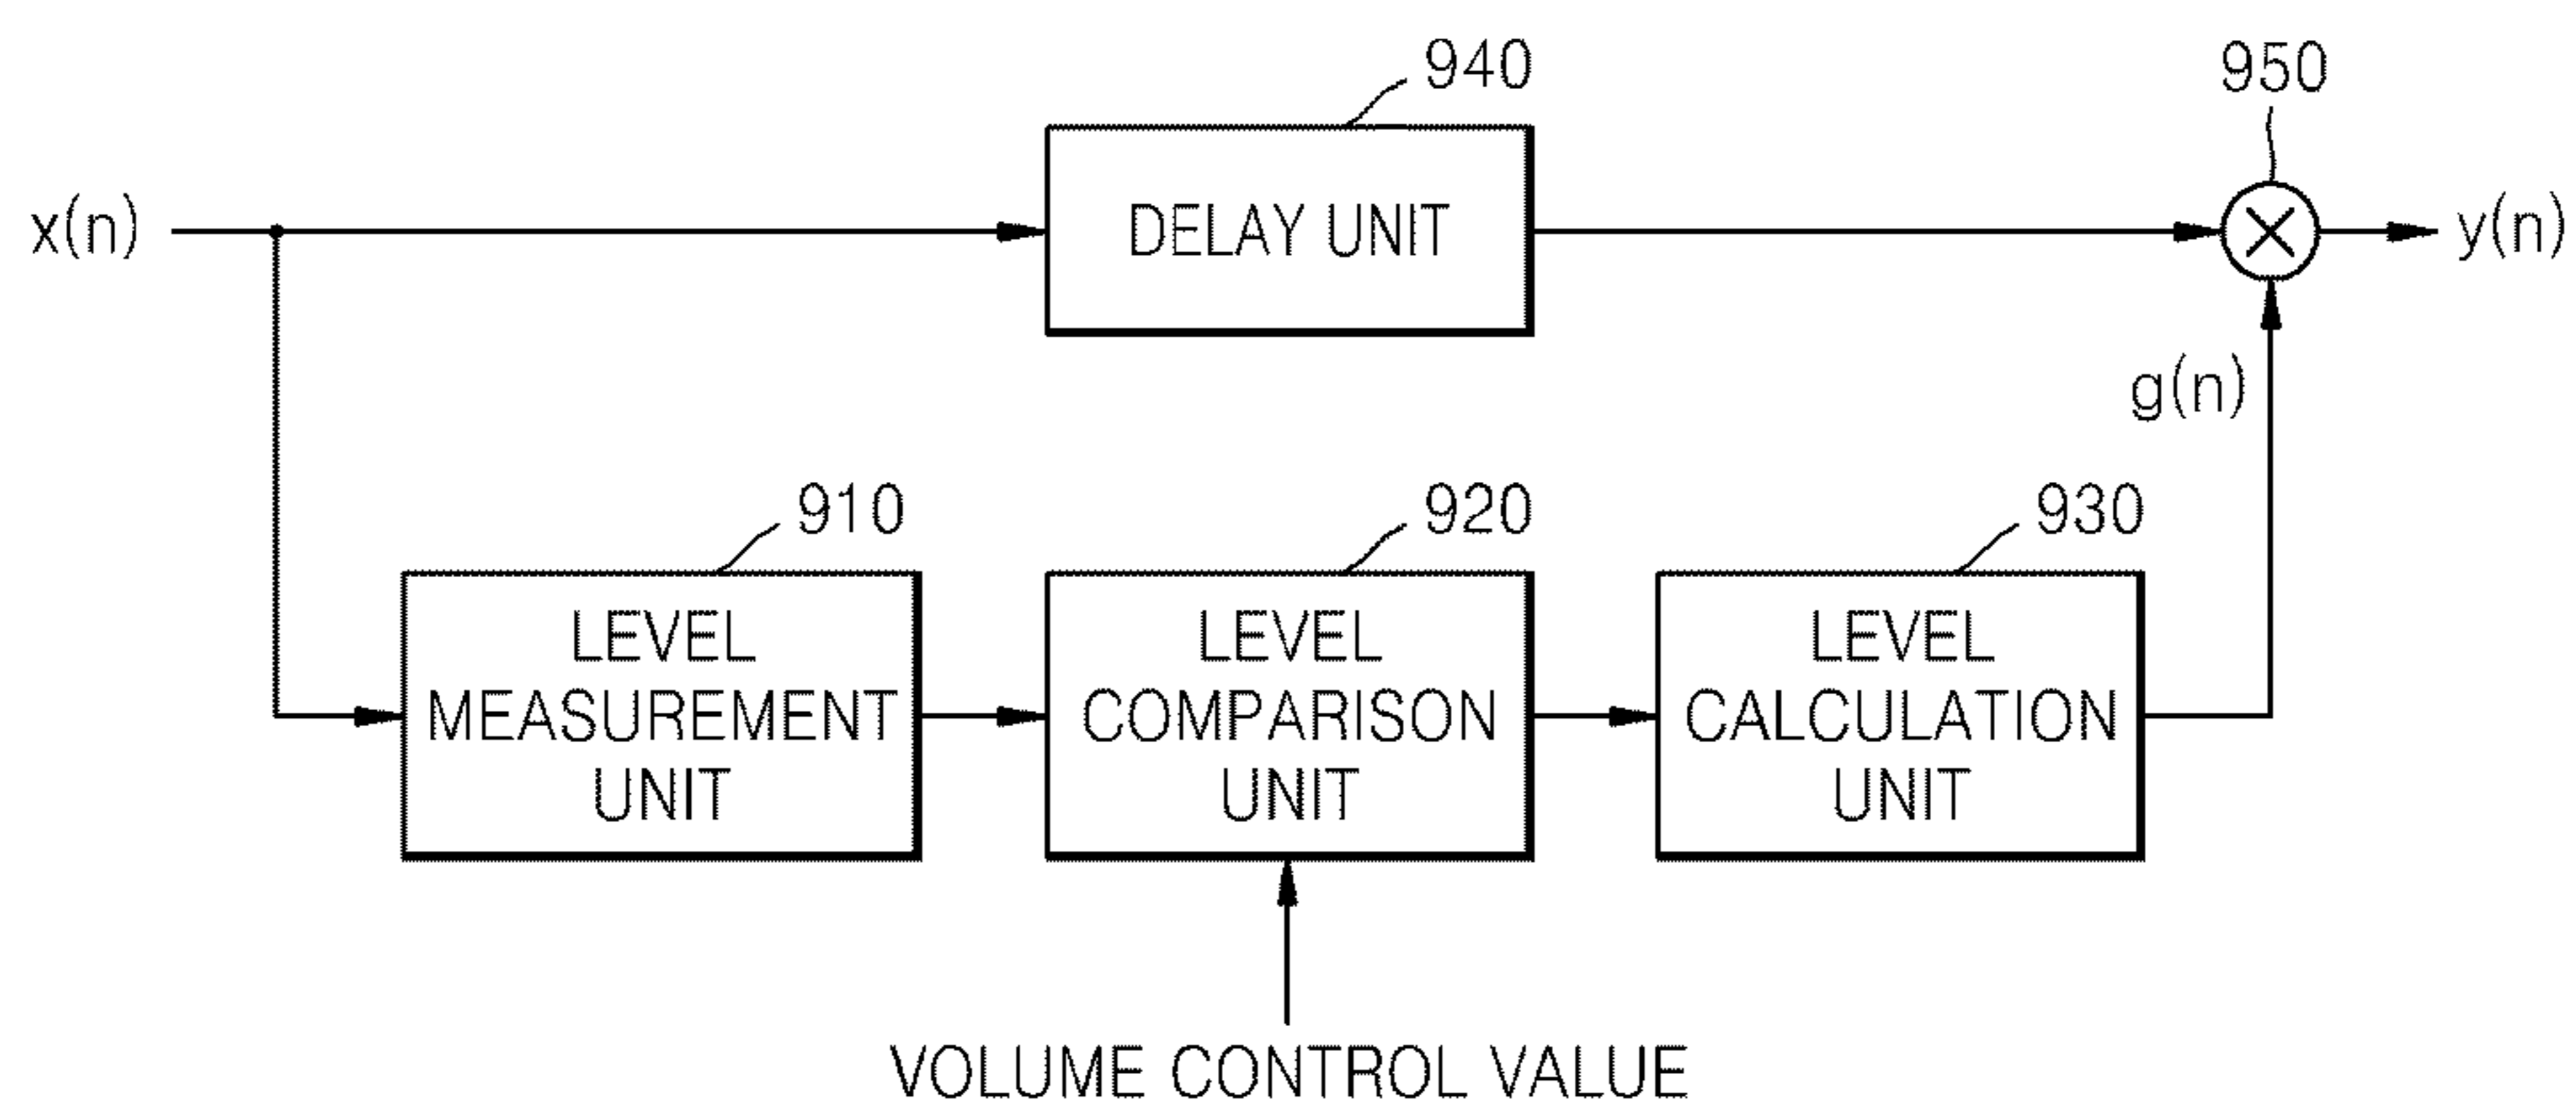 940
950
x(n)
DELAY UNIT
y(n)
g(n)
910
920
930
LEVEL
MEASUREMENT
UNIT
LEVEL
COMPARISON
UNIT
LEVEL
CALCULATION
UNIT
VOLUME CONTROL VALUE